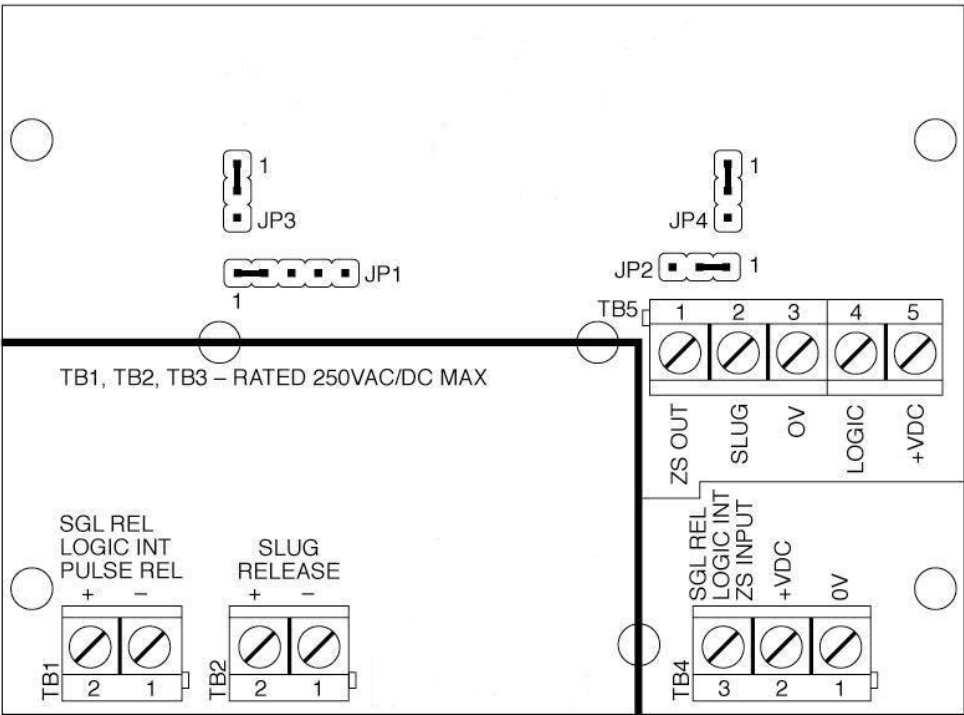 1
JP3
1
JP4
JP1
1
JP2
1
TB5
1 2 3 4 5
ZS OUT
SLUG
OV
LOGIC
+VDC
TB1, TB2, TB3 – RATED 250VAC/DC MAX
SGL REL
LOGIC INT
PULSE REL
+ –
TB1
2 1
SLUG
RELEASE
+ –
TB2
2 1
SGL REL
LOGIC INT
ZS INPUT
+VDC
0V
TB4
3 2 1